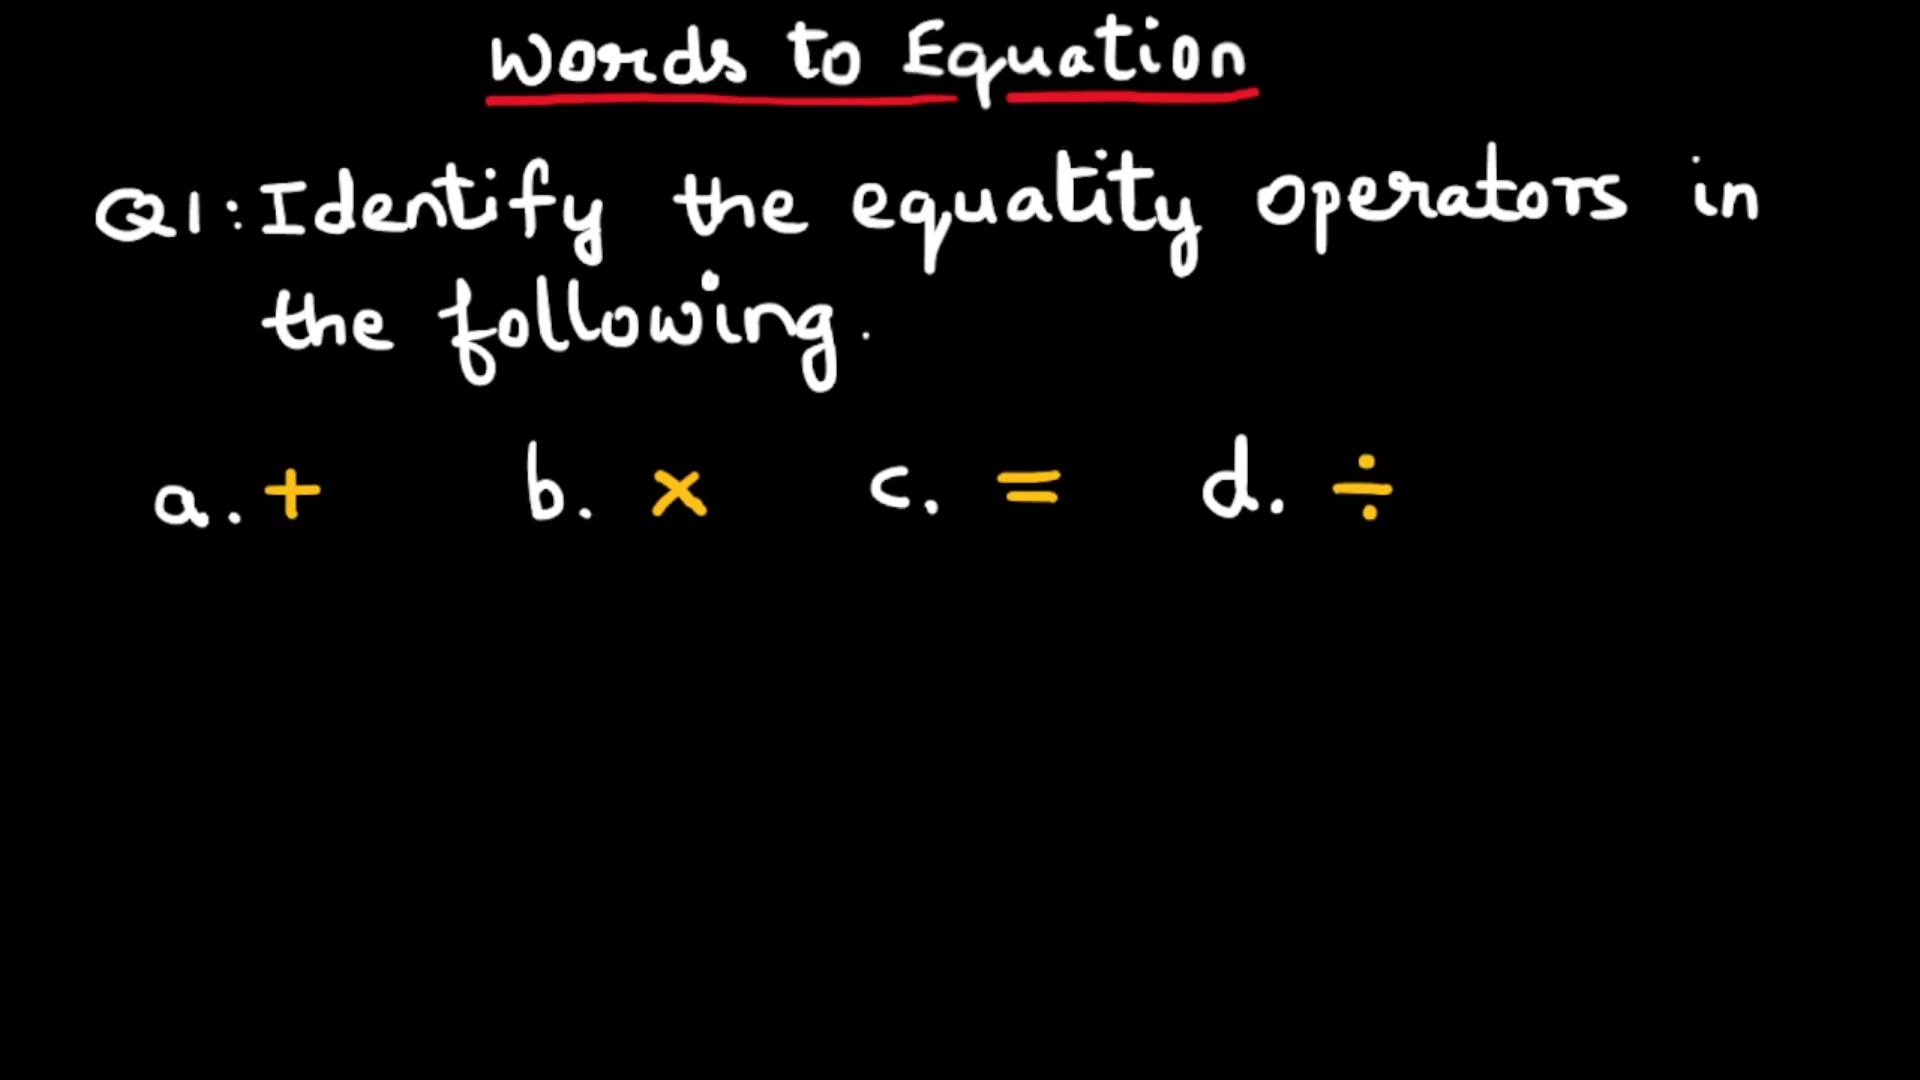 Words to Equation
Q1: Identify the equality operators in
the following.
a. + b. × c. = d. ÷